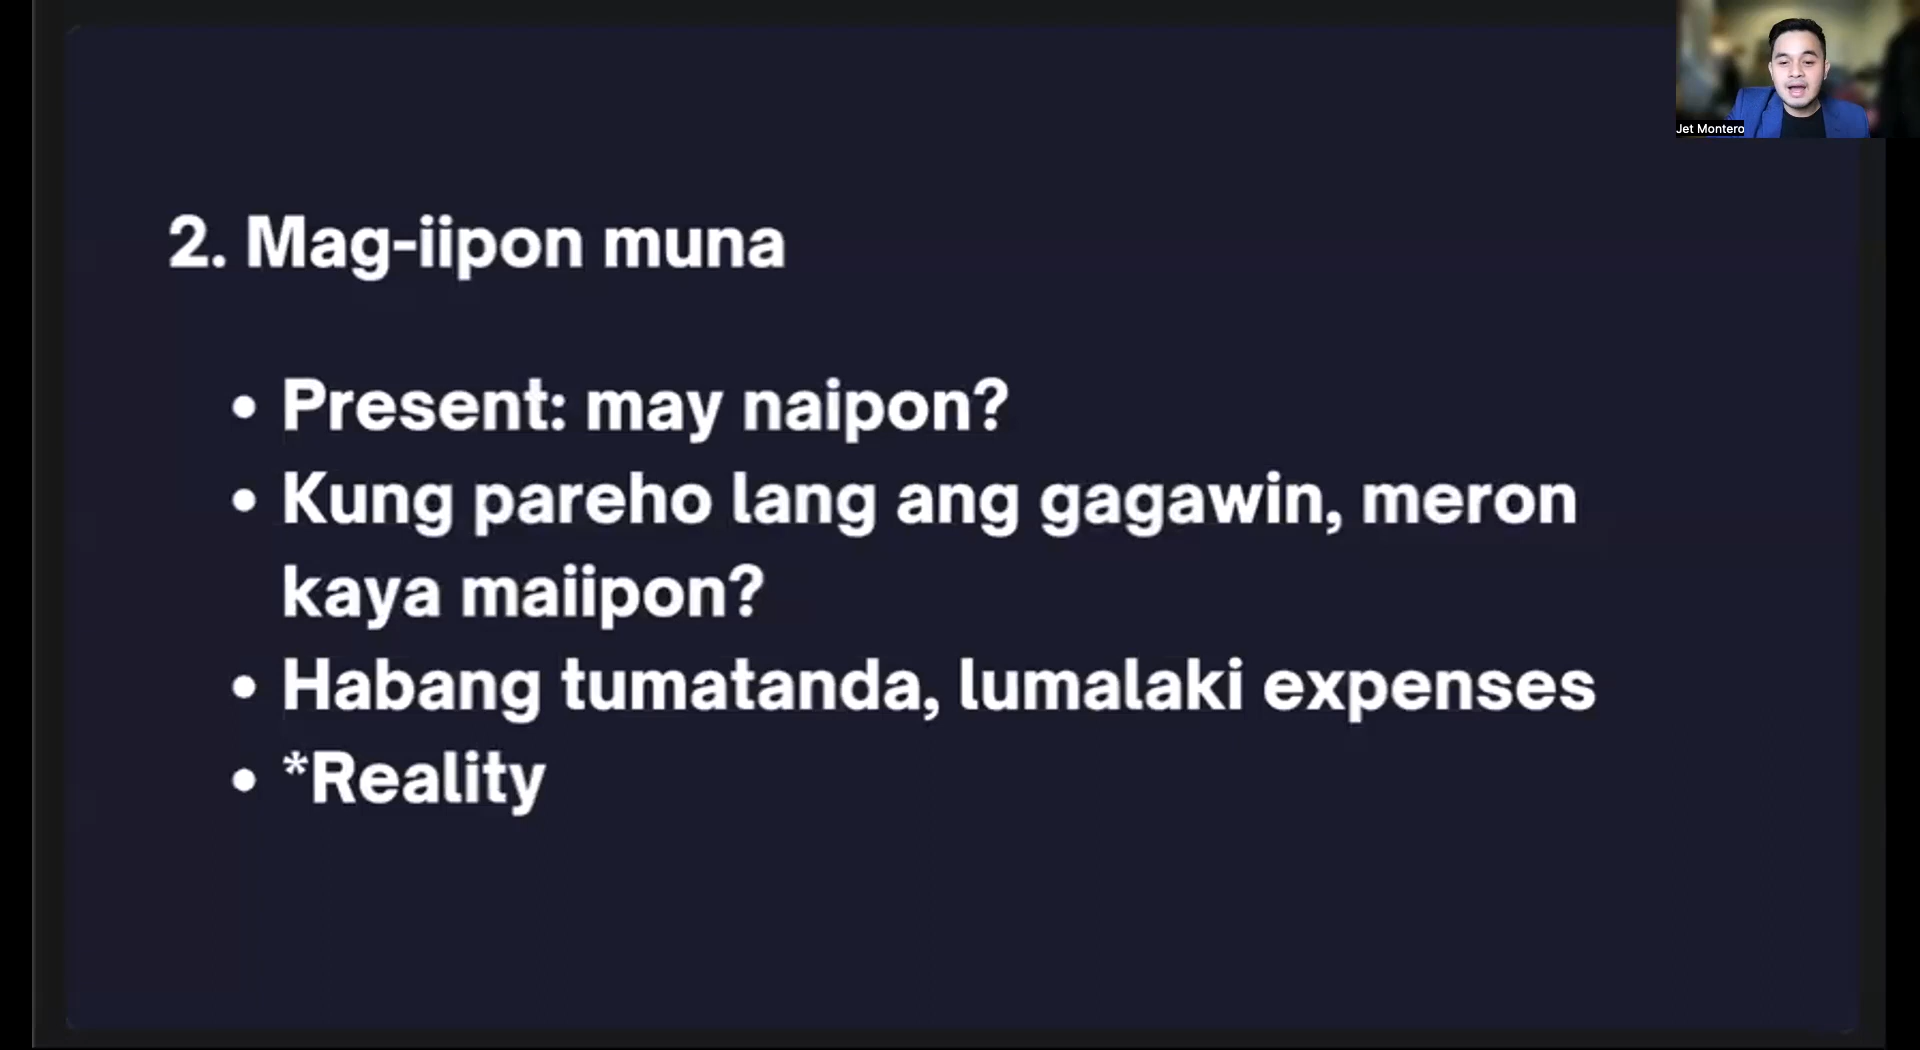 Jet Montero
2. Mag-iipon muna
• Present: may naipon?
• Kung pareho lang ang gagawin, meron
kaya maiipon?
• Habang tumatanda, lumalaki expenses
• *Reality